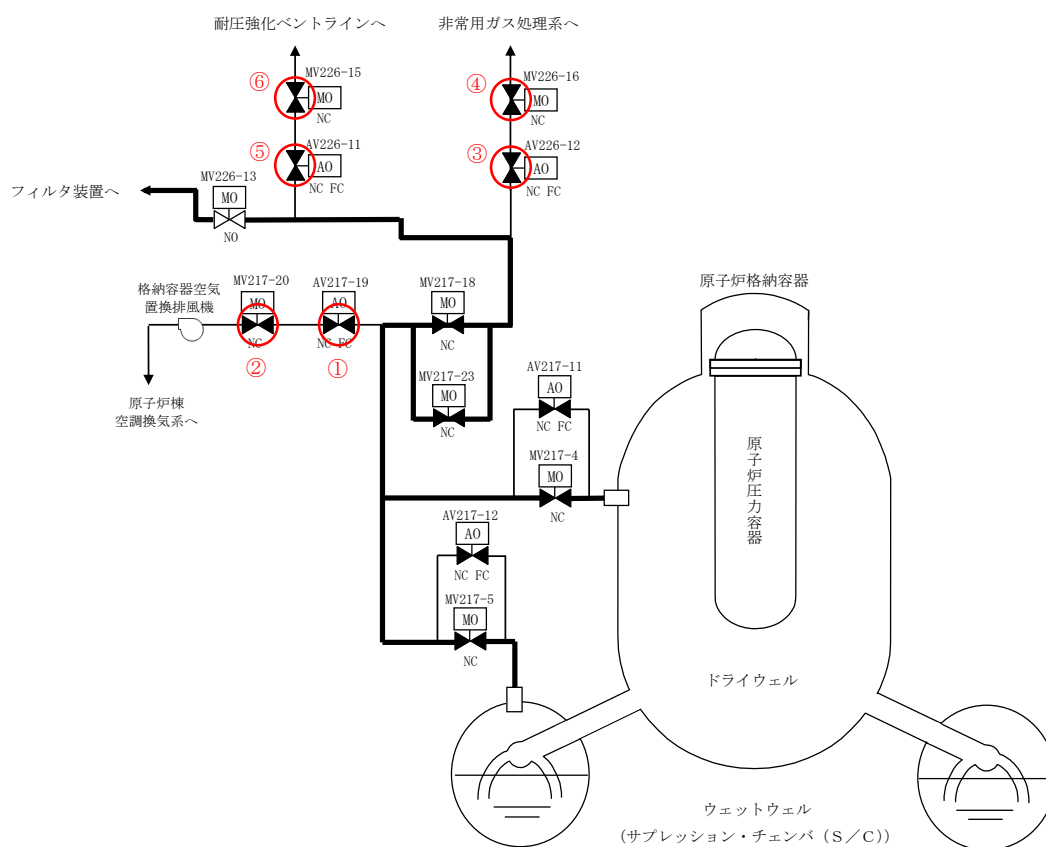 耐圧強化ベントラインへ
非常用ガス処理系へ
⑥
MV226-15
MO
NC
④
MV226-16
MO
NC
⑤
AV226-11
AO
NC FC
③
AV226-12
AO
NC FC
フィルタ装置へ
MV226-13
MO
NO
格納容器空気
置換排風機
MV217-20
MO
NC
②
AV217-19
AO
NC FC
①
MV217-18
MO
NC
原子炉格納容器
原子炉棟
空調換気系へ
MV217-23
MO
NC
AV217-11
AO
NC FC
MV217-4
MO
NC
原子炉圧力容器
AV217-12
AO
NC FC
MV217-5
MO
NC
ドライウェル
ウェットウェル
(サプレッション・チェンバ(S/C))